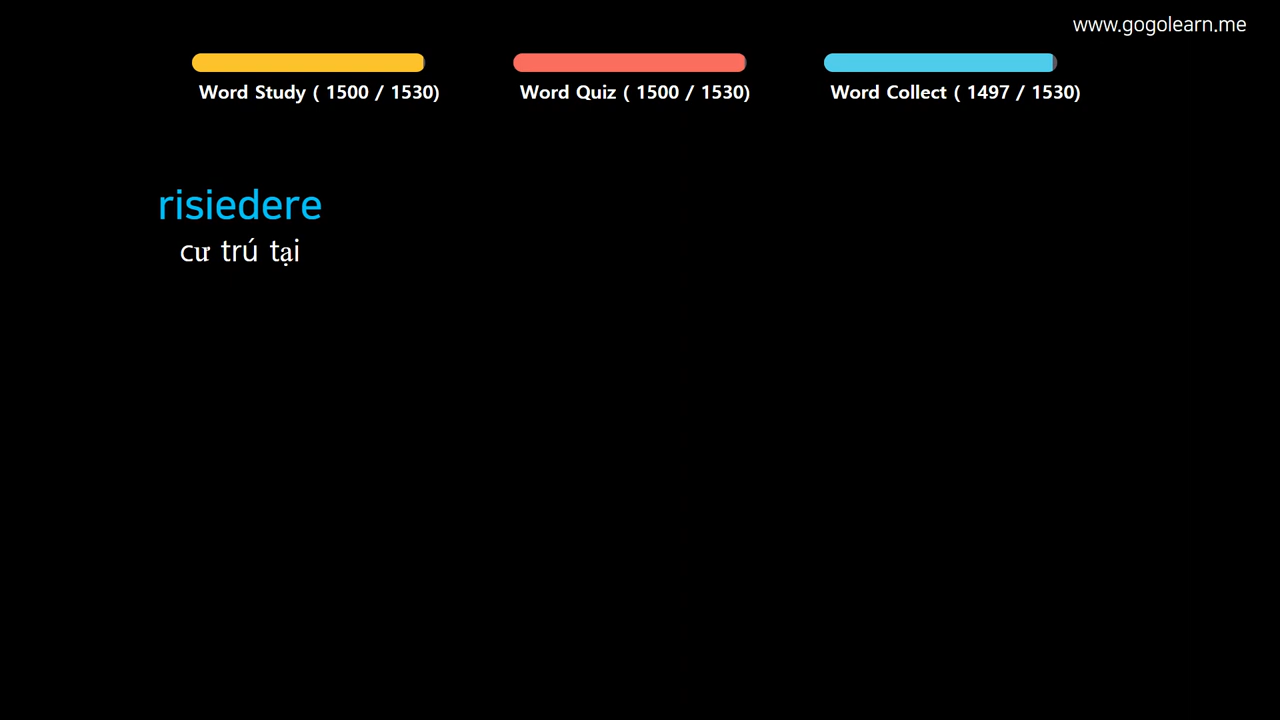 www.gogolearn.me
Word Study ( 1500 / 1530)
Word Quiz ( 1500 / 1530)
Word Collect ( 1497 / 1530)
risiedere
cư trú tại